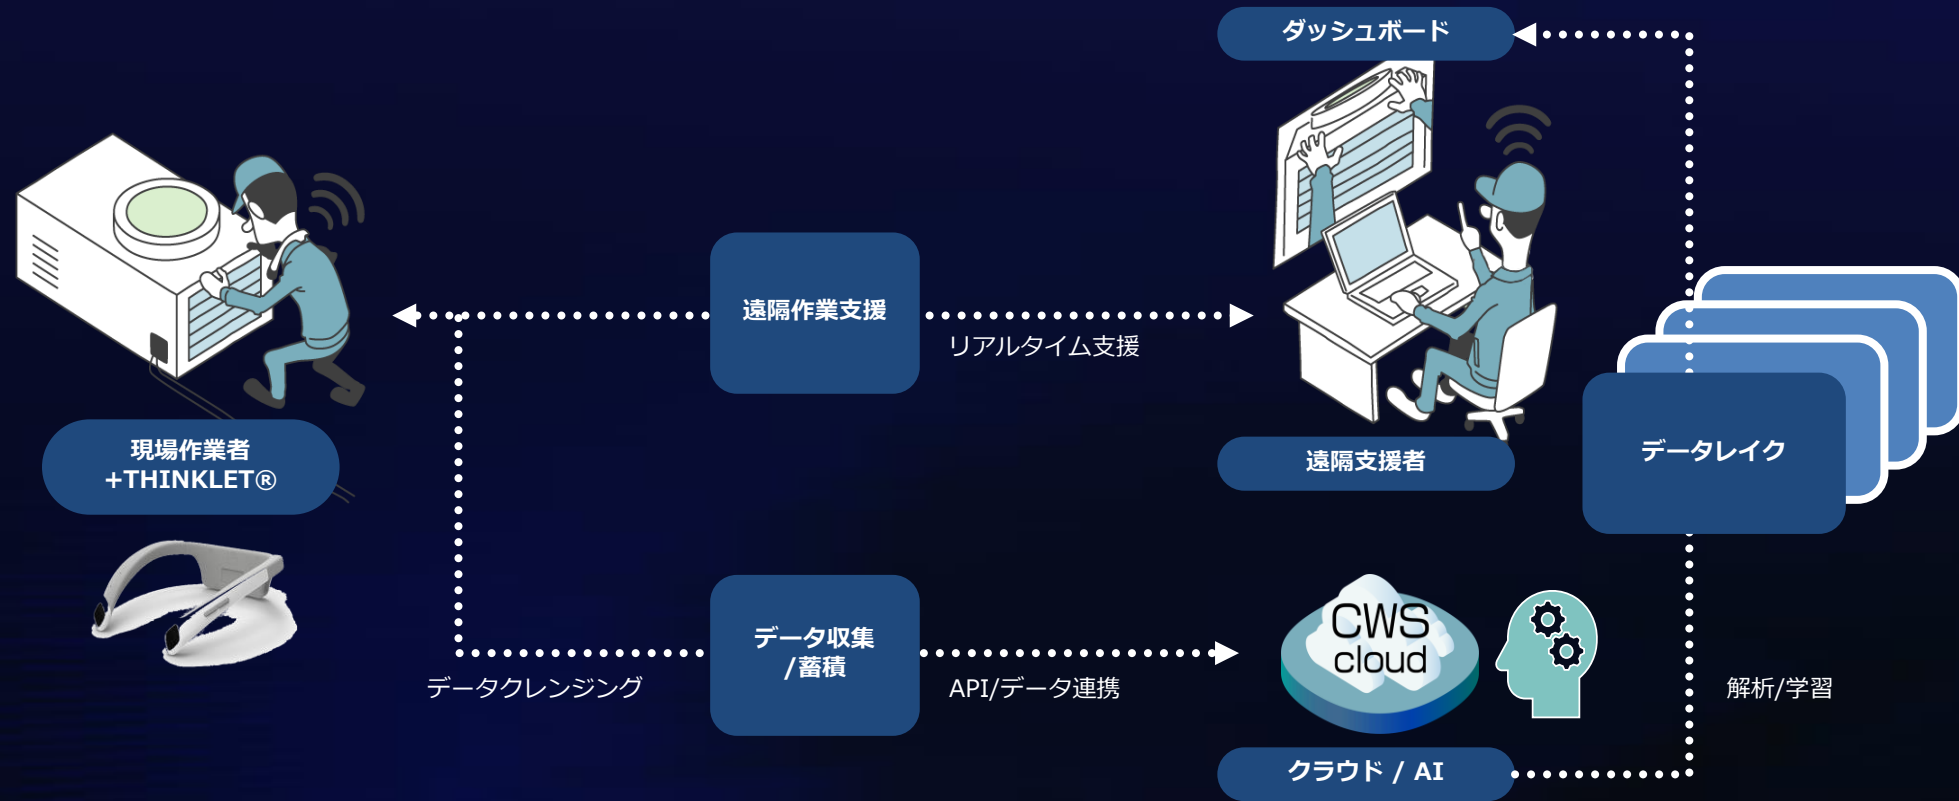 ダッシュボード
遠隔作業支援
リアルタイム支援
現場作業者
+THINKLET®
遠隔支援者
データレイク
データ収集
/蓄積
データクレンジング
API/データ連携
CWS
cloud
解析/学習
クラウド / AI